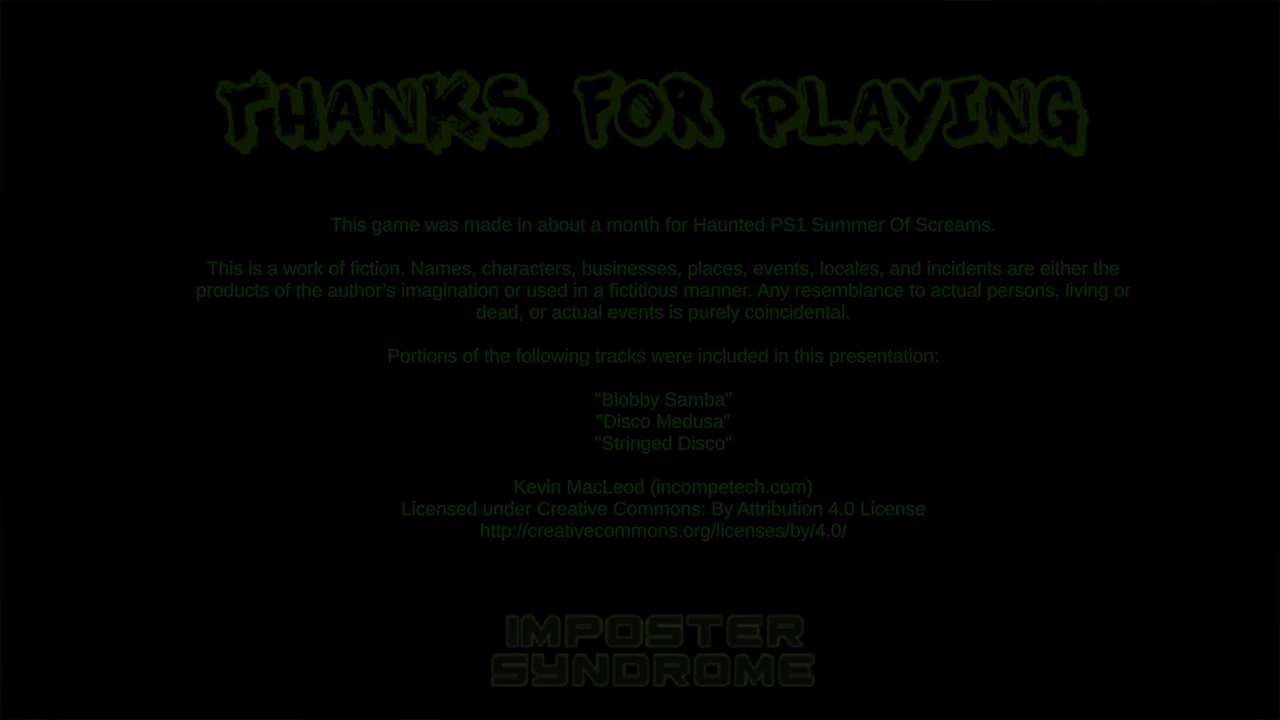 THANKS FOR PLAYING
This game was made in about a month for Haunted PS1 Summer Of Screams.
This is a work of fiction. Names, characters, businesses, places, events, locales, and incidents are either the
products of the author's imagination or used in a fictitious manner. Any resemblance to actual persons, living or
dead, or actual events is purely coincidental.
Portions of the following tracks were included in this presentation:
"Blobby Samba"
"Disco Medusa"
"Stringed Disco"
Kevin MacLeod (incompetech.com)
Licensed under Creative Commons: By Attribution 4.0 License
http://creativecommons.org/licenses/by/4.0/
IMPOSTER
SYNDROME